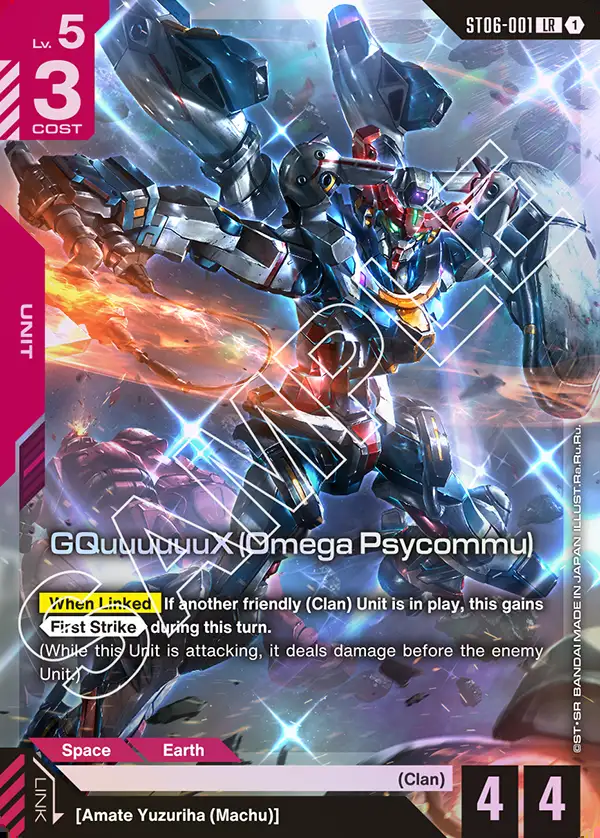 Lv. 5
3
COST
ST06-001 LR 1
UNIT
SAMPLE
GQuuuuuuX (Omega Psycommu)
When Linked If another friendly (Clan) Unit is in play, this gains
First Strike during this turn.
(While this Unit is attacking, it deals damage before the enemy
Unit.)
Space Earth
(Clan)
LINK
[Amate Yuzuriha (Machu)]
4 4
©ST・SR BANDAI MADE IN JAPAN ILLUST:Ra.Ru.Ru.